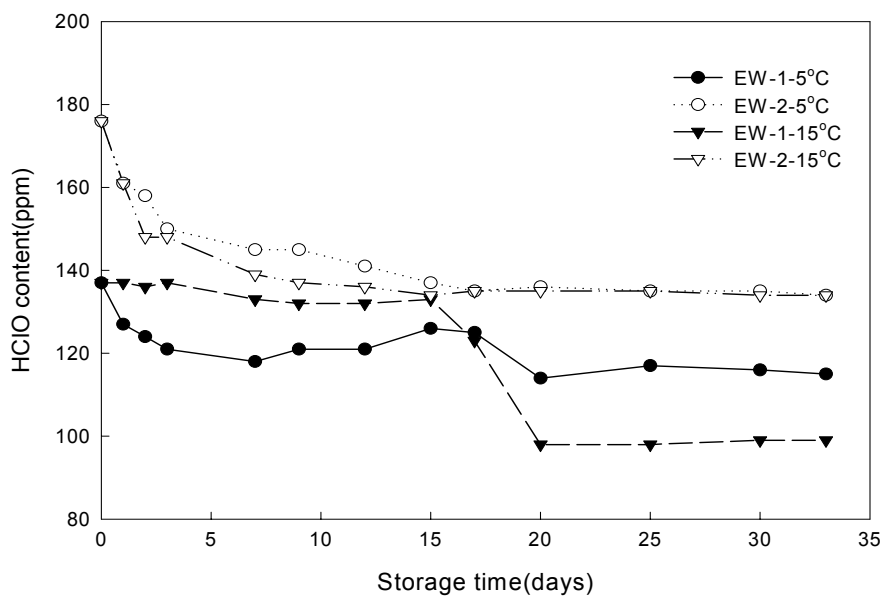 200
180
160
140
120
100
80
0 5 10 15 20 25 30 35
HClO content(ppm)
Storage time(days)
EW-1-5°C
EW-2-5°C
EW-1-15°C
EW-2-15°C